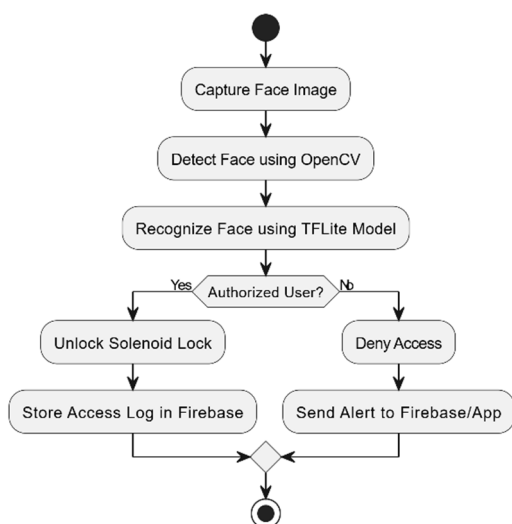 Capture Face Image
Detect Face using OpenCV
Recognize Face using TFLite Model
Authorized User?
Yes
No
Unlock Solenoid Lock
Deny Access
Store Access Log in Firebase
Send Alert to Firebase/App